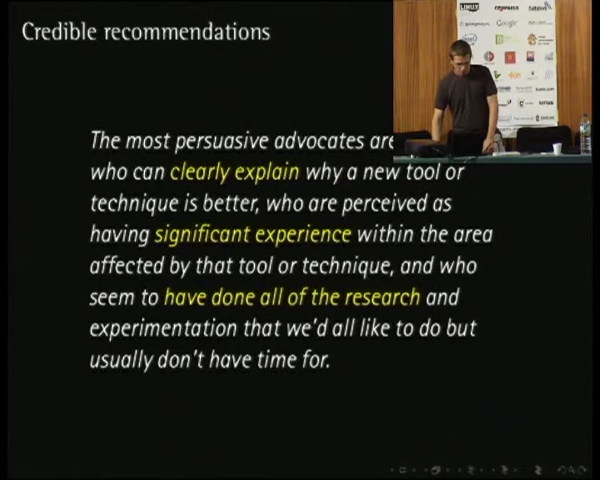 Credible recommendations
LINUX
Google
The most persuasive advocates are
who can clearly explain why a new tool or
technique is better, who are perceived as
having significant experience within the area
affected by that tool or technique, and who
seem to have done all of the research and
experimentation that we'd all like to do but
usually don't have time for.